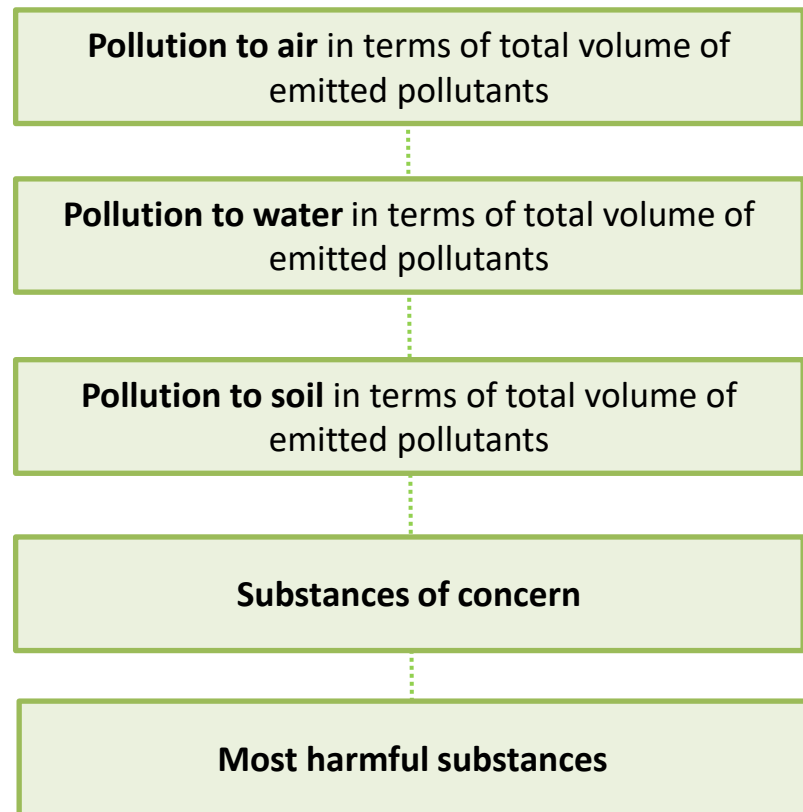 Pollution to air in terms of total volume of
emitted pollutants
Pollution to water in terms of total volume of
emitted pollutants
Pollution to soil in terms of total volume of
emitted pollutants
Substances of concern
Most harmful substances